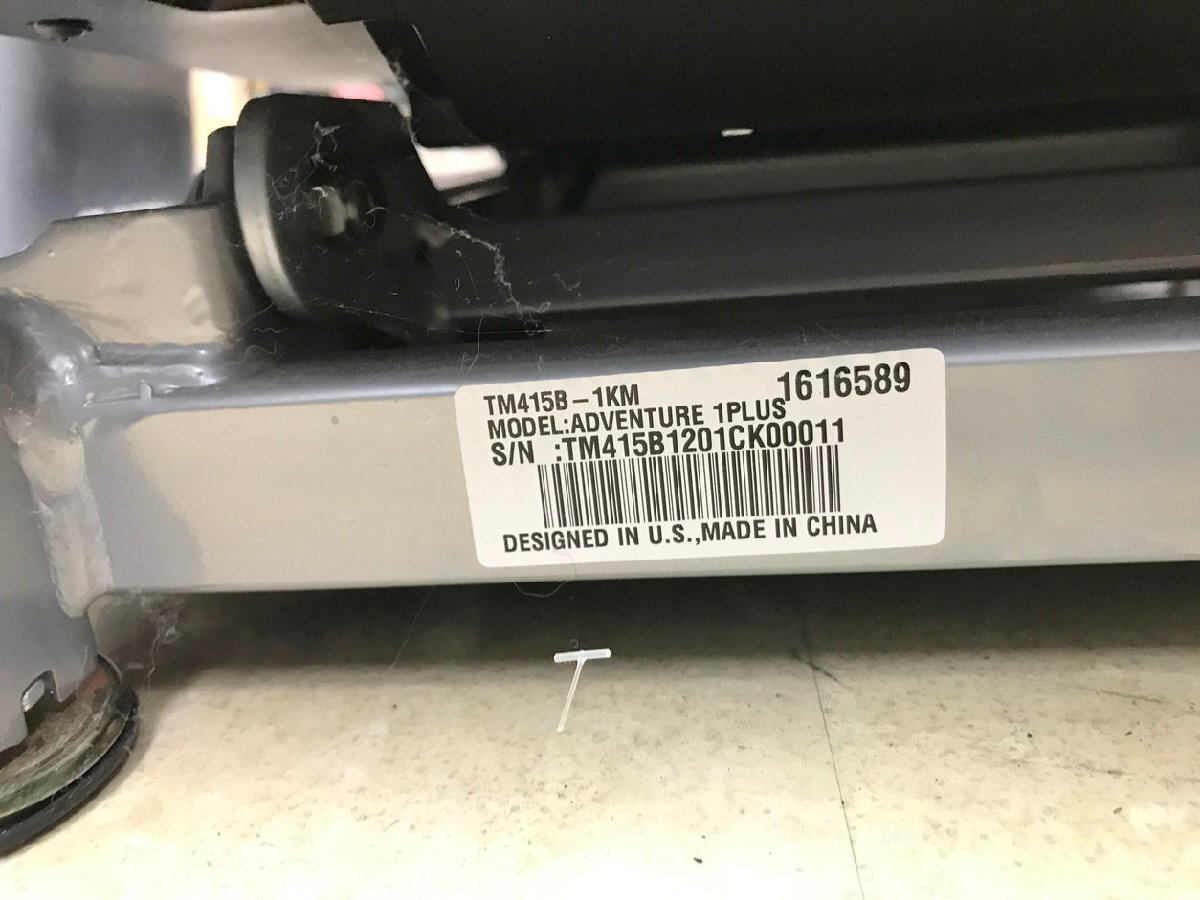 TM415B-1KM 1616589
MODEL:ADVENTURE 1PLUS
S/N :TM415B1201CK00011
DESIGNED IN U.S.,MADE IN CHINA